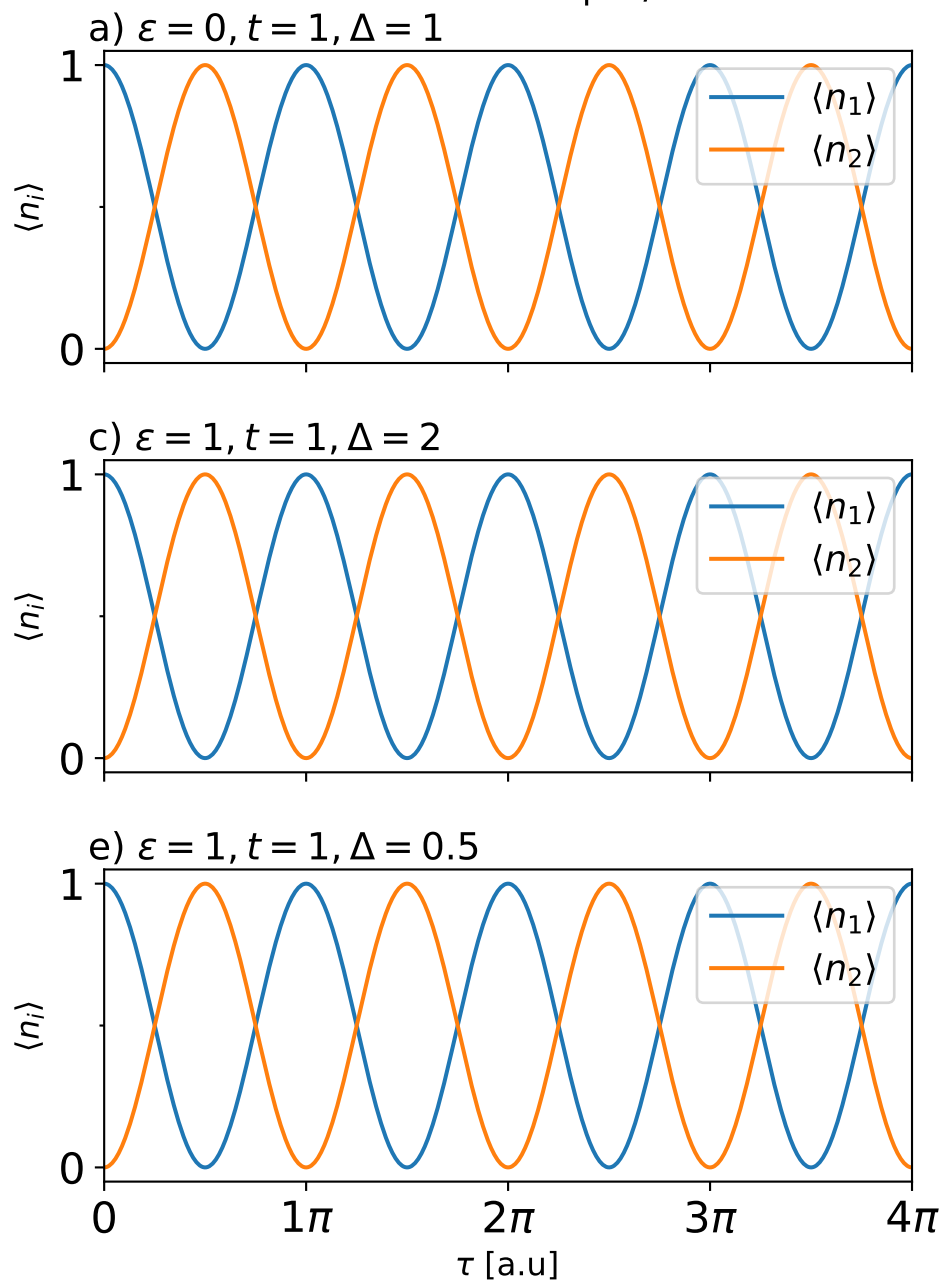 a) ε = 0, t = 1, Δ = 1
1
⟨nᵢ⟩
0
⟨n₁⟩
⟨n₂⟩
c) ε = 1, t = 1, Δ = 2
1
⟨nᵢ⟩
0
⟨n₁⟩
⟨n₂⟩
e) ε = 1, t = 1, Δ = 0.5
1
⟨nᵢ⟩
0
⟨n₁⟩
⟨n₂⟩
0 1π 2π 3π 4π
τ [a.u]